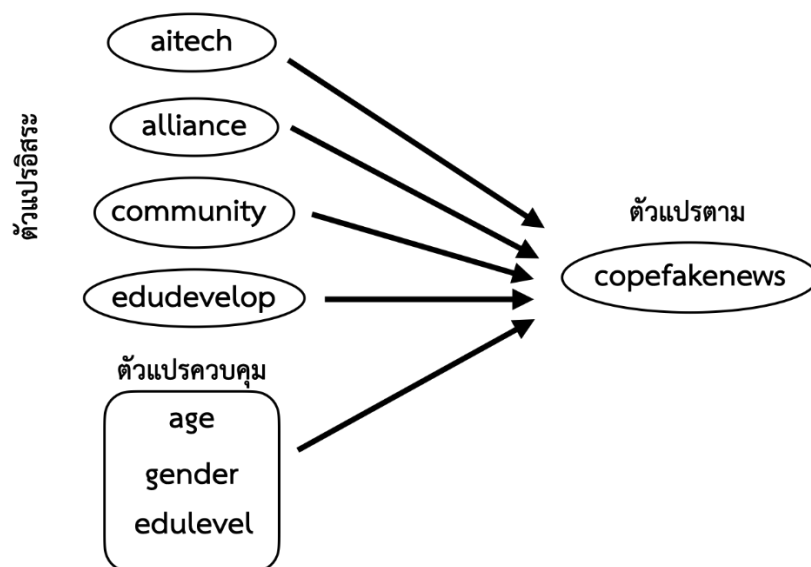 ตัวแปรอิสระ
aitech
alliance
community
edudevelop
ตัวแปรควบคุม
age
gender
edulevel
ตัวแปรตาม
copefakenews